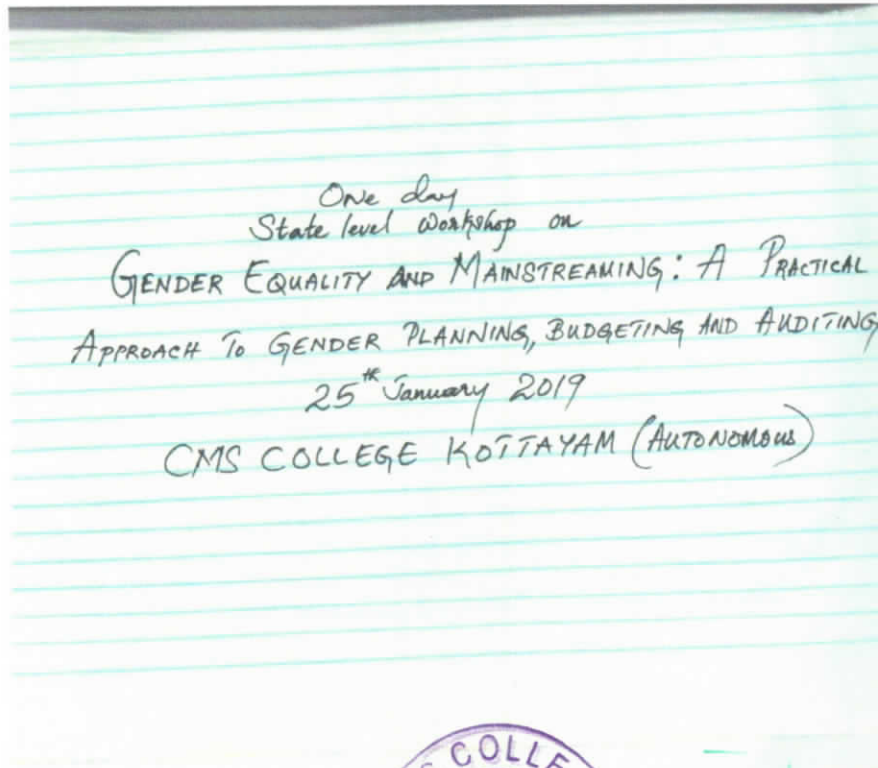 One day
State level Workshop on
GENDER EQUALITY AND MAINSTREAMING: A PRACTICAL
APPROACH TO GENDER PLANNING, BUDGETING AND AUDITING
25th January 2019
CMS COLLEGE KOTTAYAM (AUTONOMOUS)
S COLLE